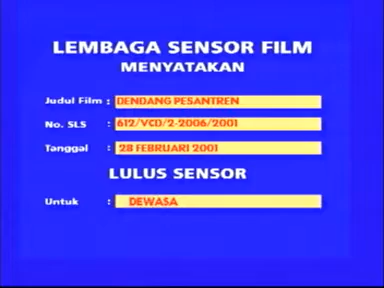 LEMBAGA SENSOR FILM
MENYATAKAN
Judul Film : DENDANG PESANTREN
No. SLS : 612/VCD/2-2006/2001
Tanggal : 28 FEBRUARI 2001
LULUS SENSOR
Untuk : DEWASA